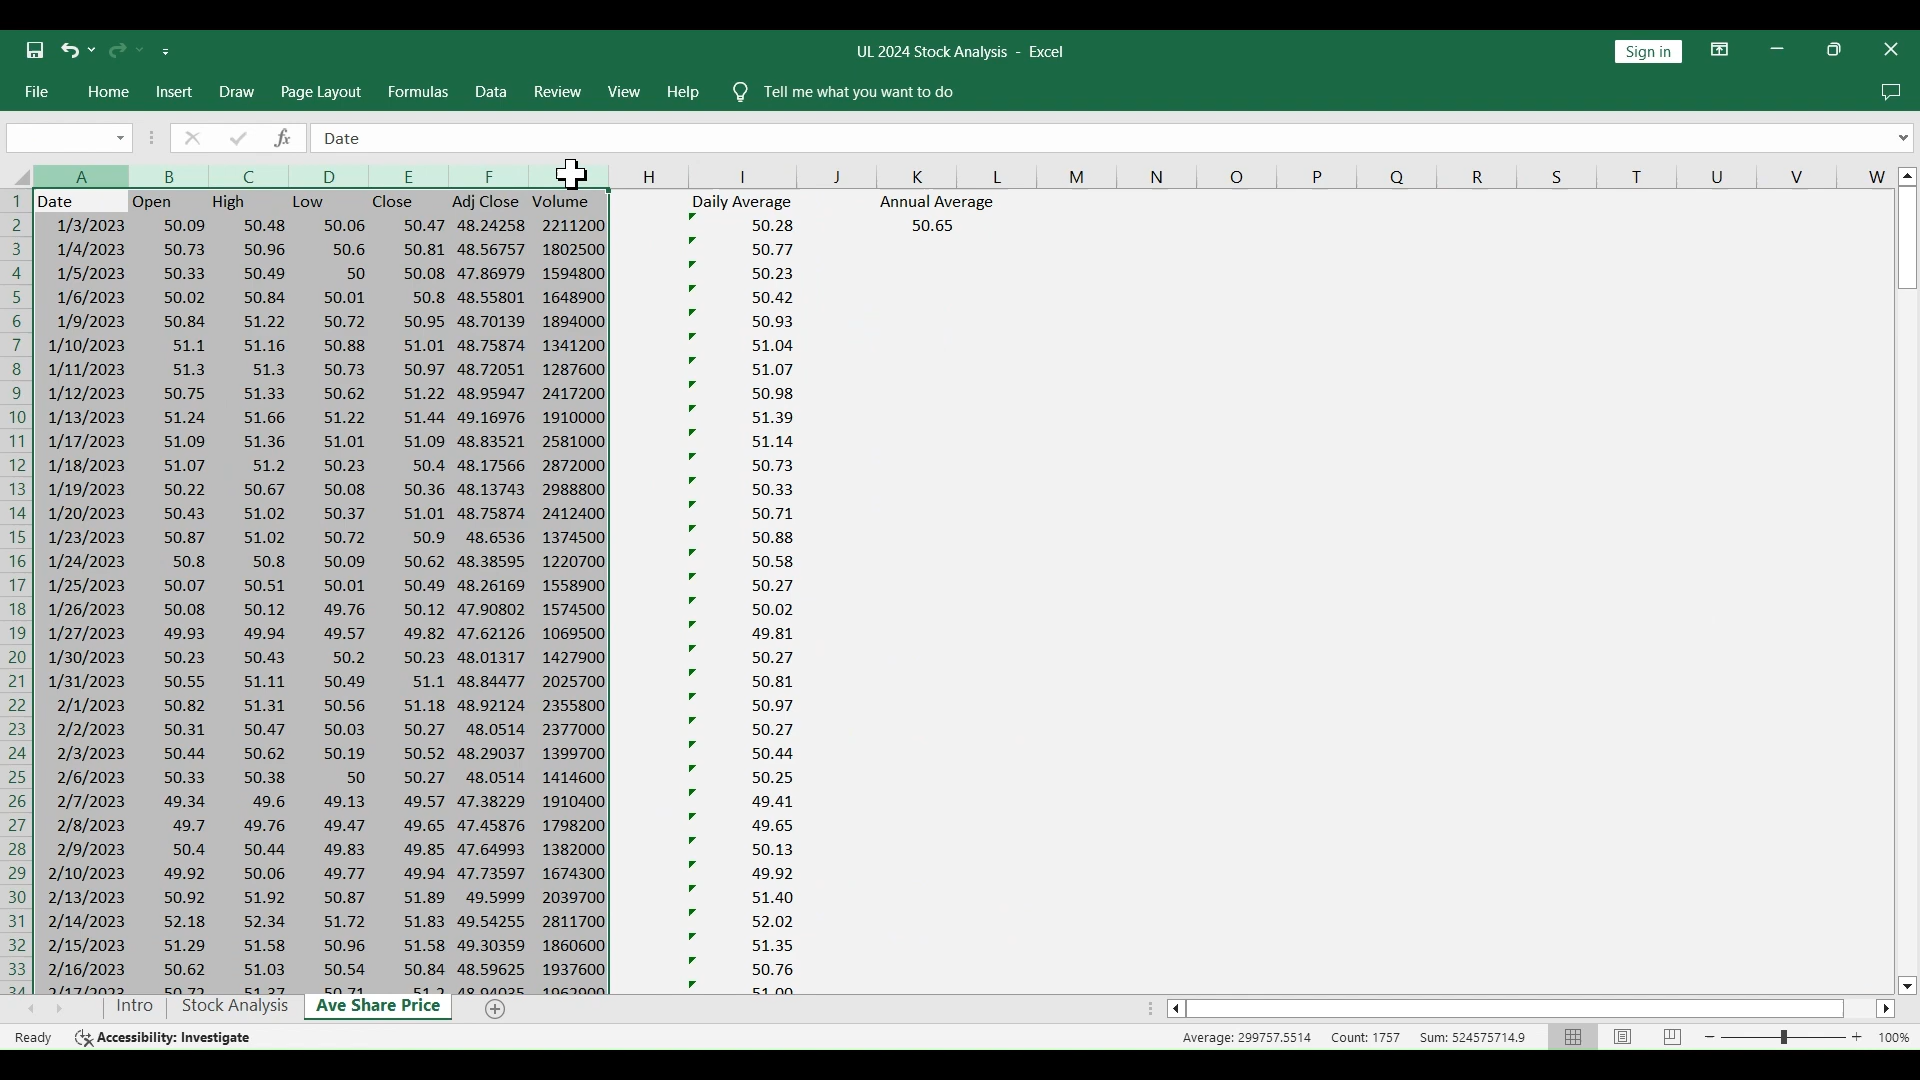 UL 2024 Stock Analysis - Excel
Sign in
File Home Insert Draw Page Layout Formulas Data Review View Help Tell me what you want to do
fx Date
A B C D E F H I J K L M N O P Q R S T U V W
1 Date Open High Low Close Adj Close Volume Daily Average Annual Average
2 1/3/2023 50.09 50.48 50.06 50.47 48.24258 2211200 50.28 50.65
3 1/4/2023 50.73 50.96 50.6 50.81 48.56757 1802500 50.77
4 1/5/2023 50.33 50.49 50 50.08 47.86979 1594800 50.23
5 1/6/2023 50.02 50.84 50.01 50.8 48.55801 1648900 50.42
6 1/9/2023 50.84 51.22 50.72 50.95 48.70139 1894000 50.93
7 1/10/2023 51.1 51.16 50.88 51.01 48.75874 1341200 51.04
8 1/11/2023 51.3 51.3 50.73 50.97 48.72051 1287600 51.07
9 1/12/2023 50.75 51.33 50.62 51.22 48.95947 2417200 50.98
10 1/13/2023 51.24 51.66 51.22 51.44 49.16976 1910000 51.39
11 1/17/2023 51.09 51.36 51.01 51.09 48.83521 2581000 51.14
12 1/18/2023 51.07 51.2 50.23 50.4 48.17566 2872000 50.73
13 1/19/2023 50.22 50.67 50.08 50.36 48.13743 2988800 50.33
14 1/20/2023 50.43 51.02 50.37 51.01 48.75874 2412400 50.71
15 1/23/2023 50.87 51.02 50.72 50.9 48.6536 1374500 50.88
16 1/24/2023 50.8 50.8 50.09 50.62 48.38595 1220700 50.58
17 1/25/2023 50.07 50.51 50.01 50.49 48.26169 1558900 50.27
18 1/26/2023 50.08 50.12 49.76 50.12 47.90802 1574500 50.02
19 1/27/2023 49.93 49.94 49.57 49.82 47.62126 1069500 49.81
20 1/30/2023 50.23 50.43 50.2 50.23 48.01317 1427900 50.27
21 1/31/2023 50.55 51.11 50.49 51.1 48.84477 2025700 50.81
22 2/1/2023 50.82 51.31 50.56 51.18 48.92124 2355800 50.97
23 2/2/2023 50.31 50.47 50.03 50.27 48.0514 2377000 50.27
24 2/3/2023 50.44 50.62 50.19 50.52 48.29037 1399700 50.44
25 2/6/2023 50.33 50.38 50 50.27 48.0514 1414600 50.25
26 2/7/2023 49.34 49.6 49.13 49.57 47.38229 1910400 49.41
27 2/8/2023 49.7 49.76 49.47 49.65 47.45876 1798200 49.65
28 2/9/2023 50.4 50.44 49.83 49.85 47.64993 1382000 50.13
29 2/10/2023 49.92 50.06 49.77 49.94 47.73597 1674300 49.92
30 2/13/2023 50.92 51.92 50.87 51.89 49.5999 2039700 51.40
31 2/14/2023 52.18 52.34 51.72 51.83 49.54255 2811700 52.02
32 2/15/2023 51.29 51.58 50.96 51.58 49.30359 1860600 51.35
33 2/16/2023 50.62 51.03 50.54 50.84 48.59625 1937600 50.76
34 2/17/2023 50.72 51.37 50.71 51.2 48.94035 1962900 51.00
Intro Stock Analysis Ave Share Price
Ready Accessibility: Investigate Average: 299757.5514 Count: 1757 Sum: 524575714.9 100%